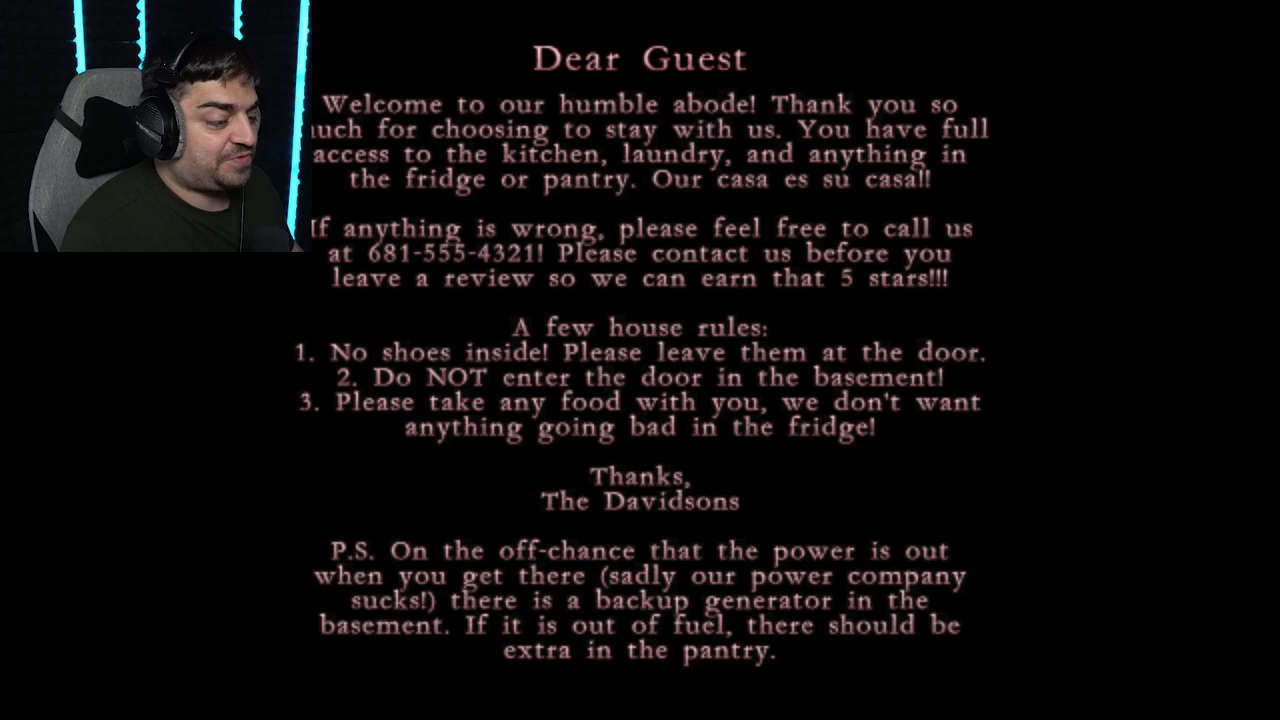 Dear Guest
Welcome to our humble abode! Thank you so
for choosing to stay with us. You have full
access to the kitchen, laundry, and anything in
the fridge or pantry. Our casa es su casa!!
If anything is wrong, please feel free to call us
at 681-555-4321! Please contact us before you
leave a review so we can earn that 5 stars!!!
A few house rules:
1. No shoes inside! Please leave them at the door.
2. Do NOT enter the door in the basement!
3. Please take any food with you, we don't want
anything going bad in the fridge!
Thanks,
The Davidsons
P.S. On the off-chance that the power is out
when you get there (sadly our power company
sucks!) there is a backup generator in the
basement. If it is out of fuel, there should be
extra in the pantry.